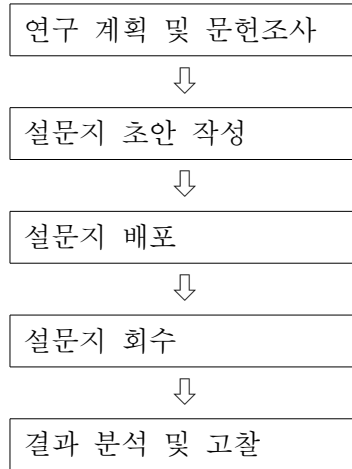 연구 계획 및 문헌조사
⇩
설문지 초안 작성
⇩
설문지 배포
⇩
설문지 회수
⇩
결과 분석 및 고찰